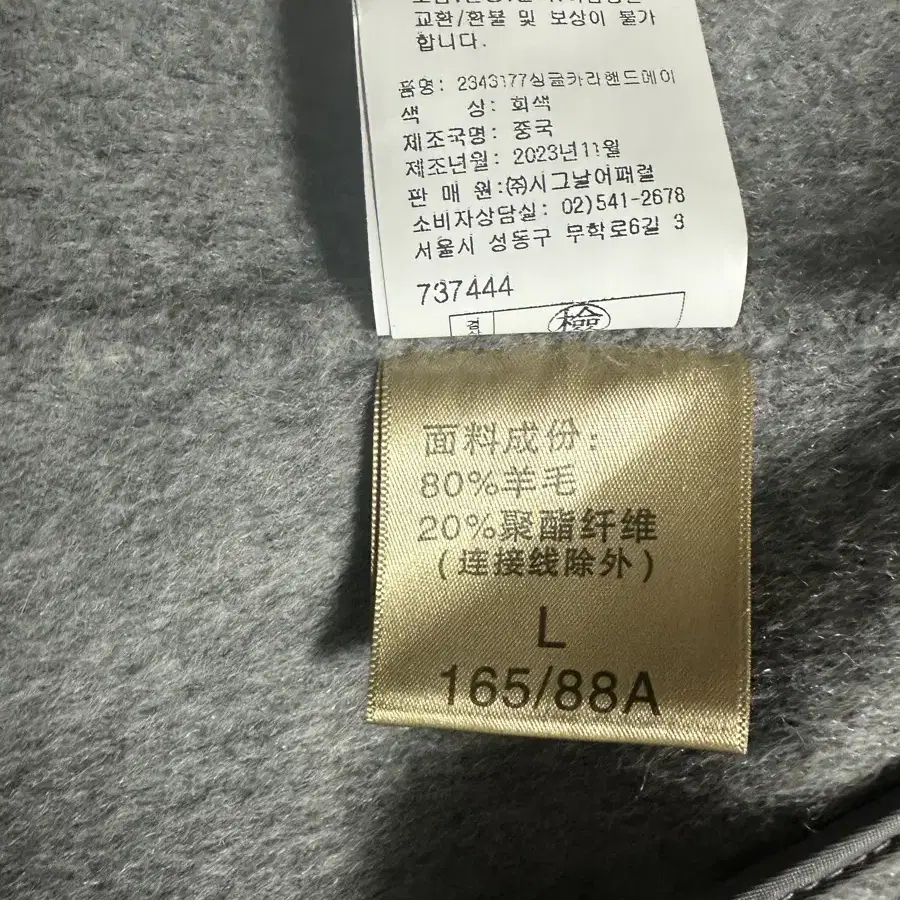 교환/환불 및 보상이 불가
합니다.
품명: 2343177싱글카라핸드메이
색 상: 회색
제조국명: 중국
제조년월: 2023년11월
판 매 원:㈜시그날어패럴
소비자상담실: 02)541-2678
서울시 성동구 무학로6길 3
737444
檢
面料成份:
80%羊毛
20%聚酯纤维
(连接线除外)
L
165/88A